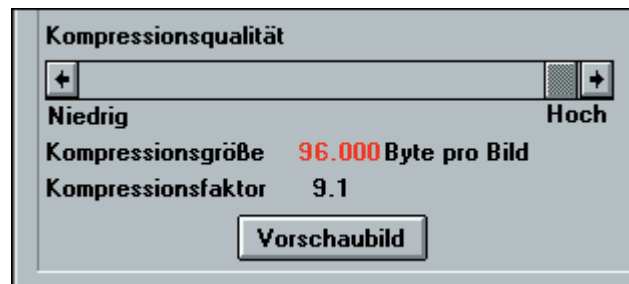 Kompressionsqualität
Niedrig Hoch
Kompressionsgröße 96.000 Byte pro Bild
Kompressionsfaktor 9.1
Vorschaubild